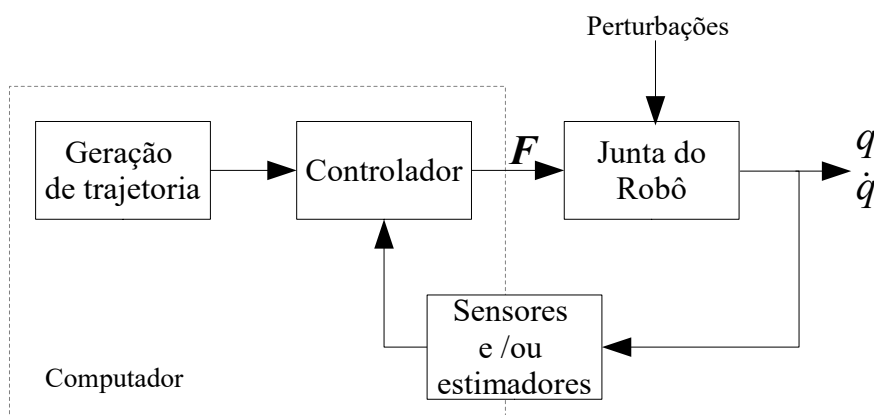 Perturbações
Geração
de trajetoria
Controlador
F
Junta do
Robô
q
q̇
Sensores
e /ou
estimadores
Computador